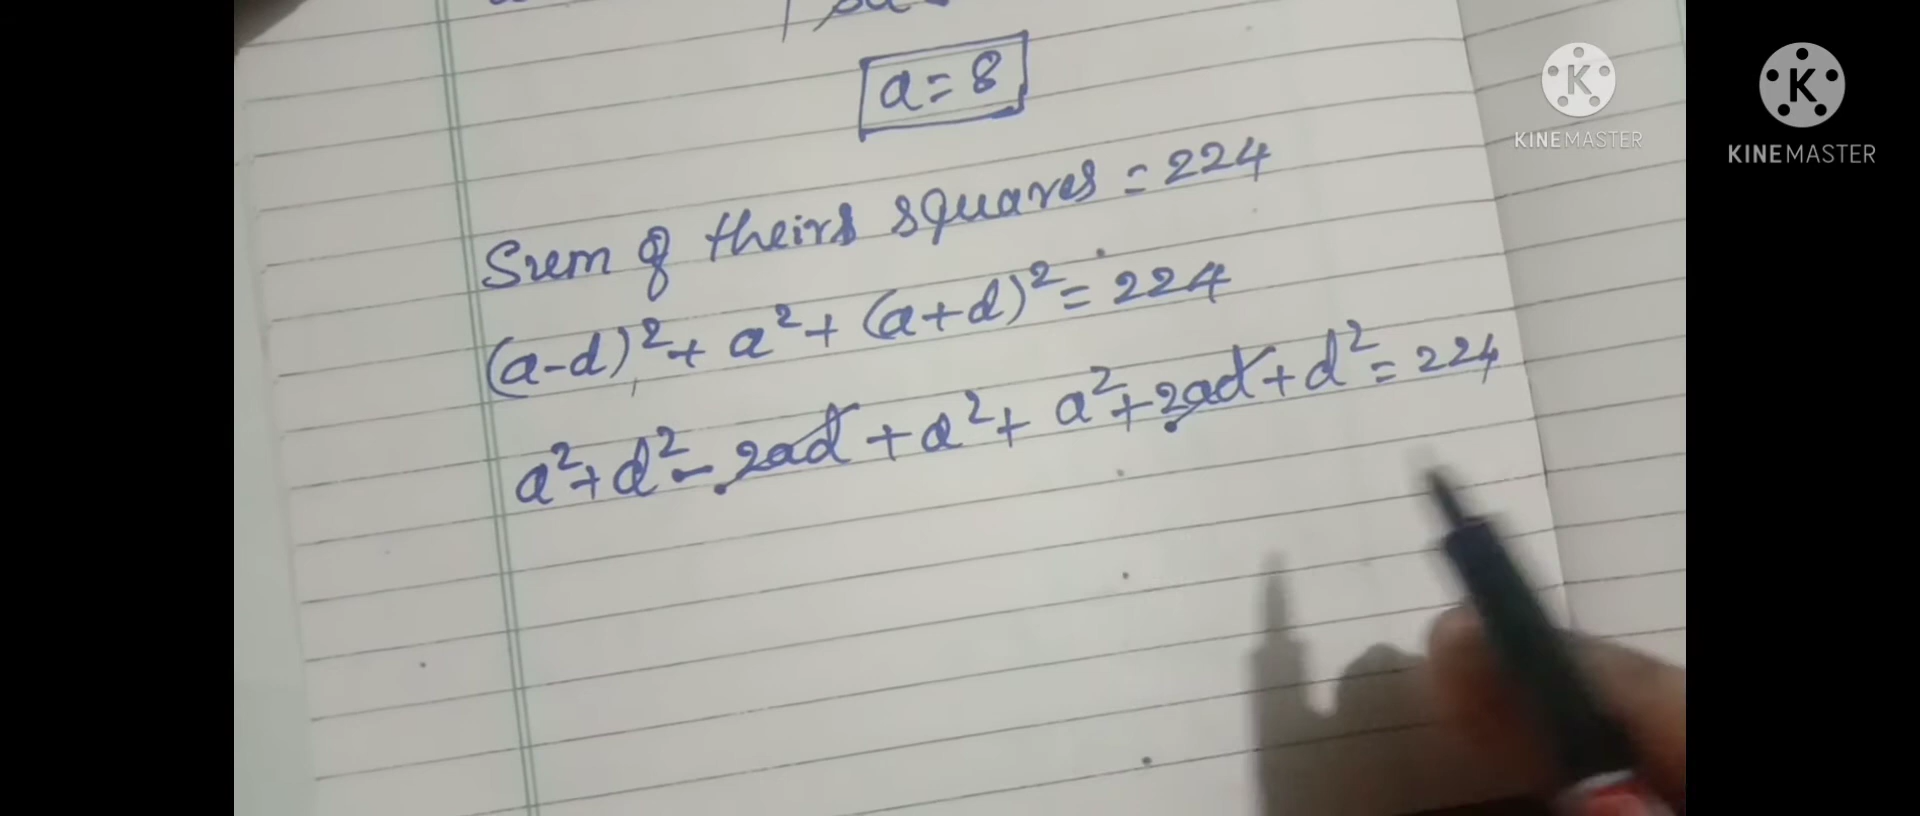 a = 8
Sum of theirs squares = 224
(a-d)² + a² + (a+d)² = 224
a² + d² - 2ad + a² + a² + 2ad + d² = 224
K
KINEMASTER
K
KINEMASTER